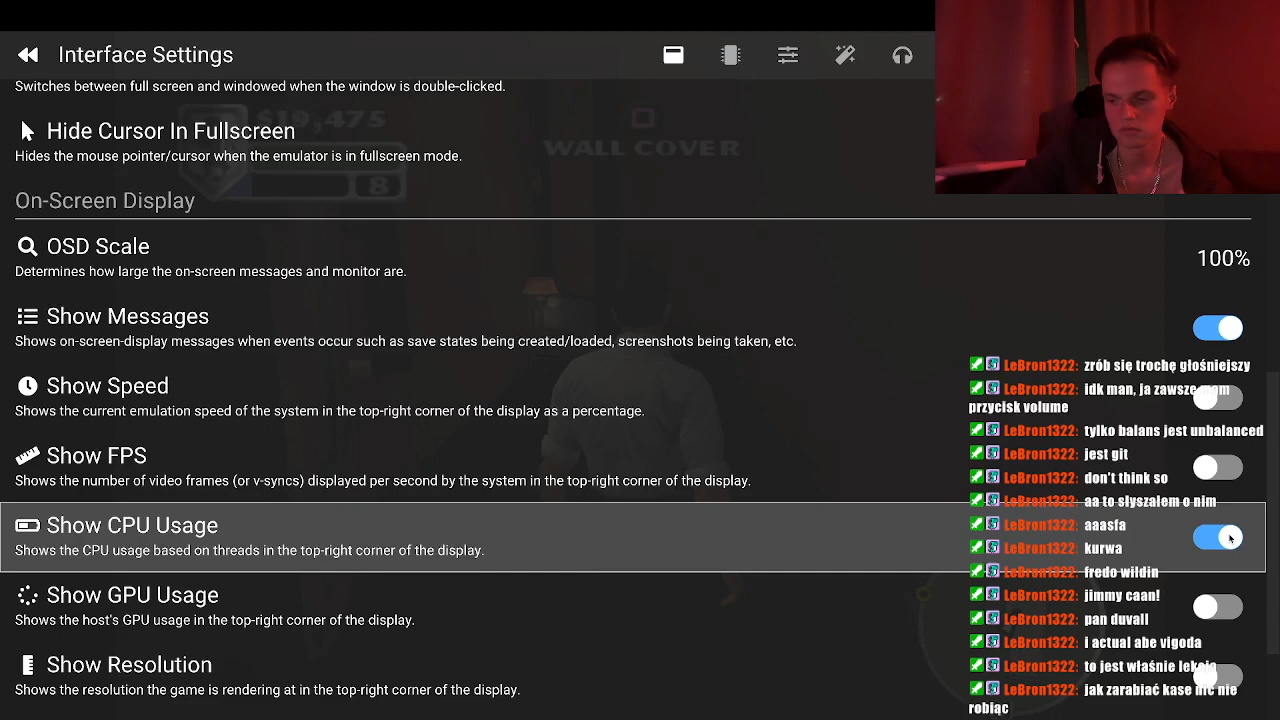 Interface Settings
Switches between full screen and windowed when the window is double-clicked.
$19,475
8
WALL COVER
Hide Cursor In Fullscreen
Hides the mouse pointer/cursor when the emulator is in fullscreen mode.
On-Screen Display
OSD Scale
Determines how large the on-screen messages and monitor are.
100%
Show Messages
Shows on-screen-display messages when events occur such as save states being created/loaded, screenshots being taken, etc.
Show Speed
Shows the current emulation speed of the system in the top-right corner of the display as a percentage.
Show FPS
Shows the number of video frames (or v-syncs) displayed per second by the system in the top-right corner of the display.
Show CPU Usage
Shows the CPU usage based on threads in the top-right corner of the display.
Show GPU Usage
Shows the host's GPU usage in the top-right corner of the display.
Show Resolution
Shows the resolution the game is rendering at in the top-right corner of the display.
LeBron1322: zrób się trochę głośniejszy
LeBron1322: idk man, ja zawsze mam
przycisk volume
LeBron1322: tylko balans jest unbalanced
LeBron1322: jest git
LeBron1322: don't think so
LeBron1322: aa to słyszałem o nim
LeBron1322: aaasfa
LeBron1322: kurwa
LeBron1322: fredo wildin
LeBron1322: jimmy caan!
LeBron1322: pan duvall
LeBron1322: i actual abe vigoda
LeBron1322: to jest właśnie lekcja
LeBron1322: jak zarabiać kase nic nie
robiąc